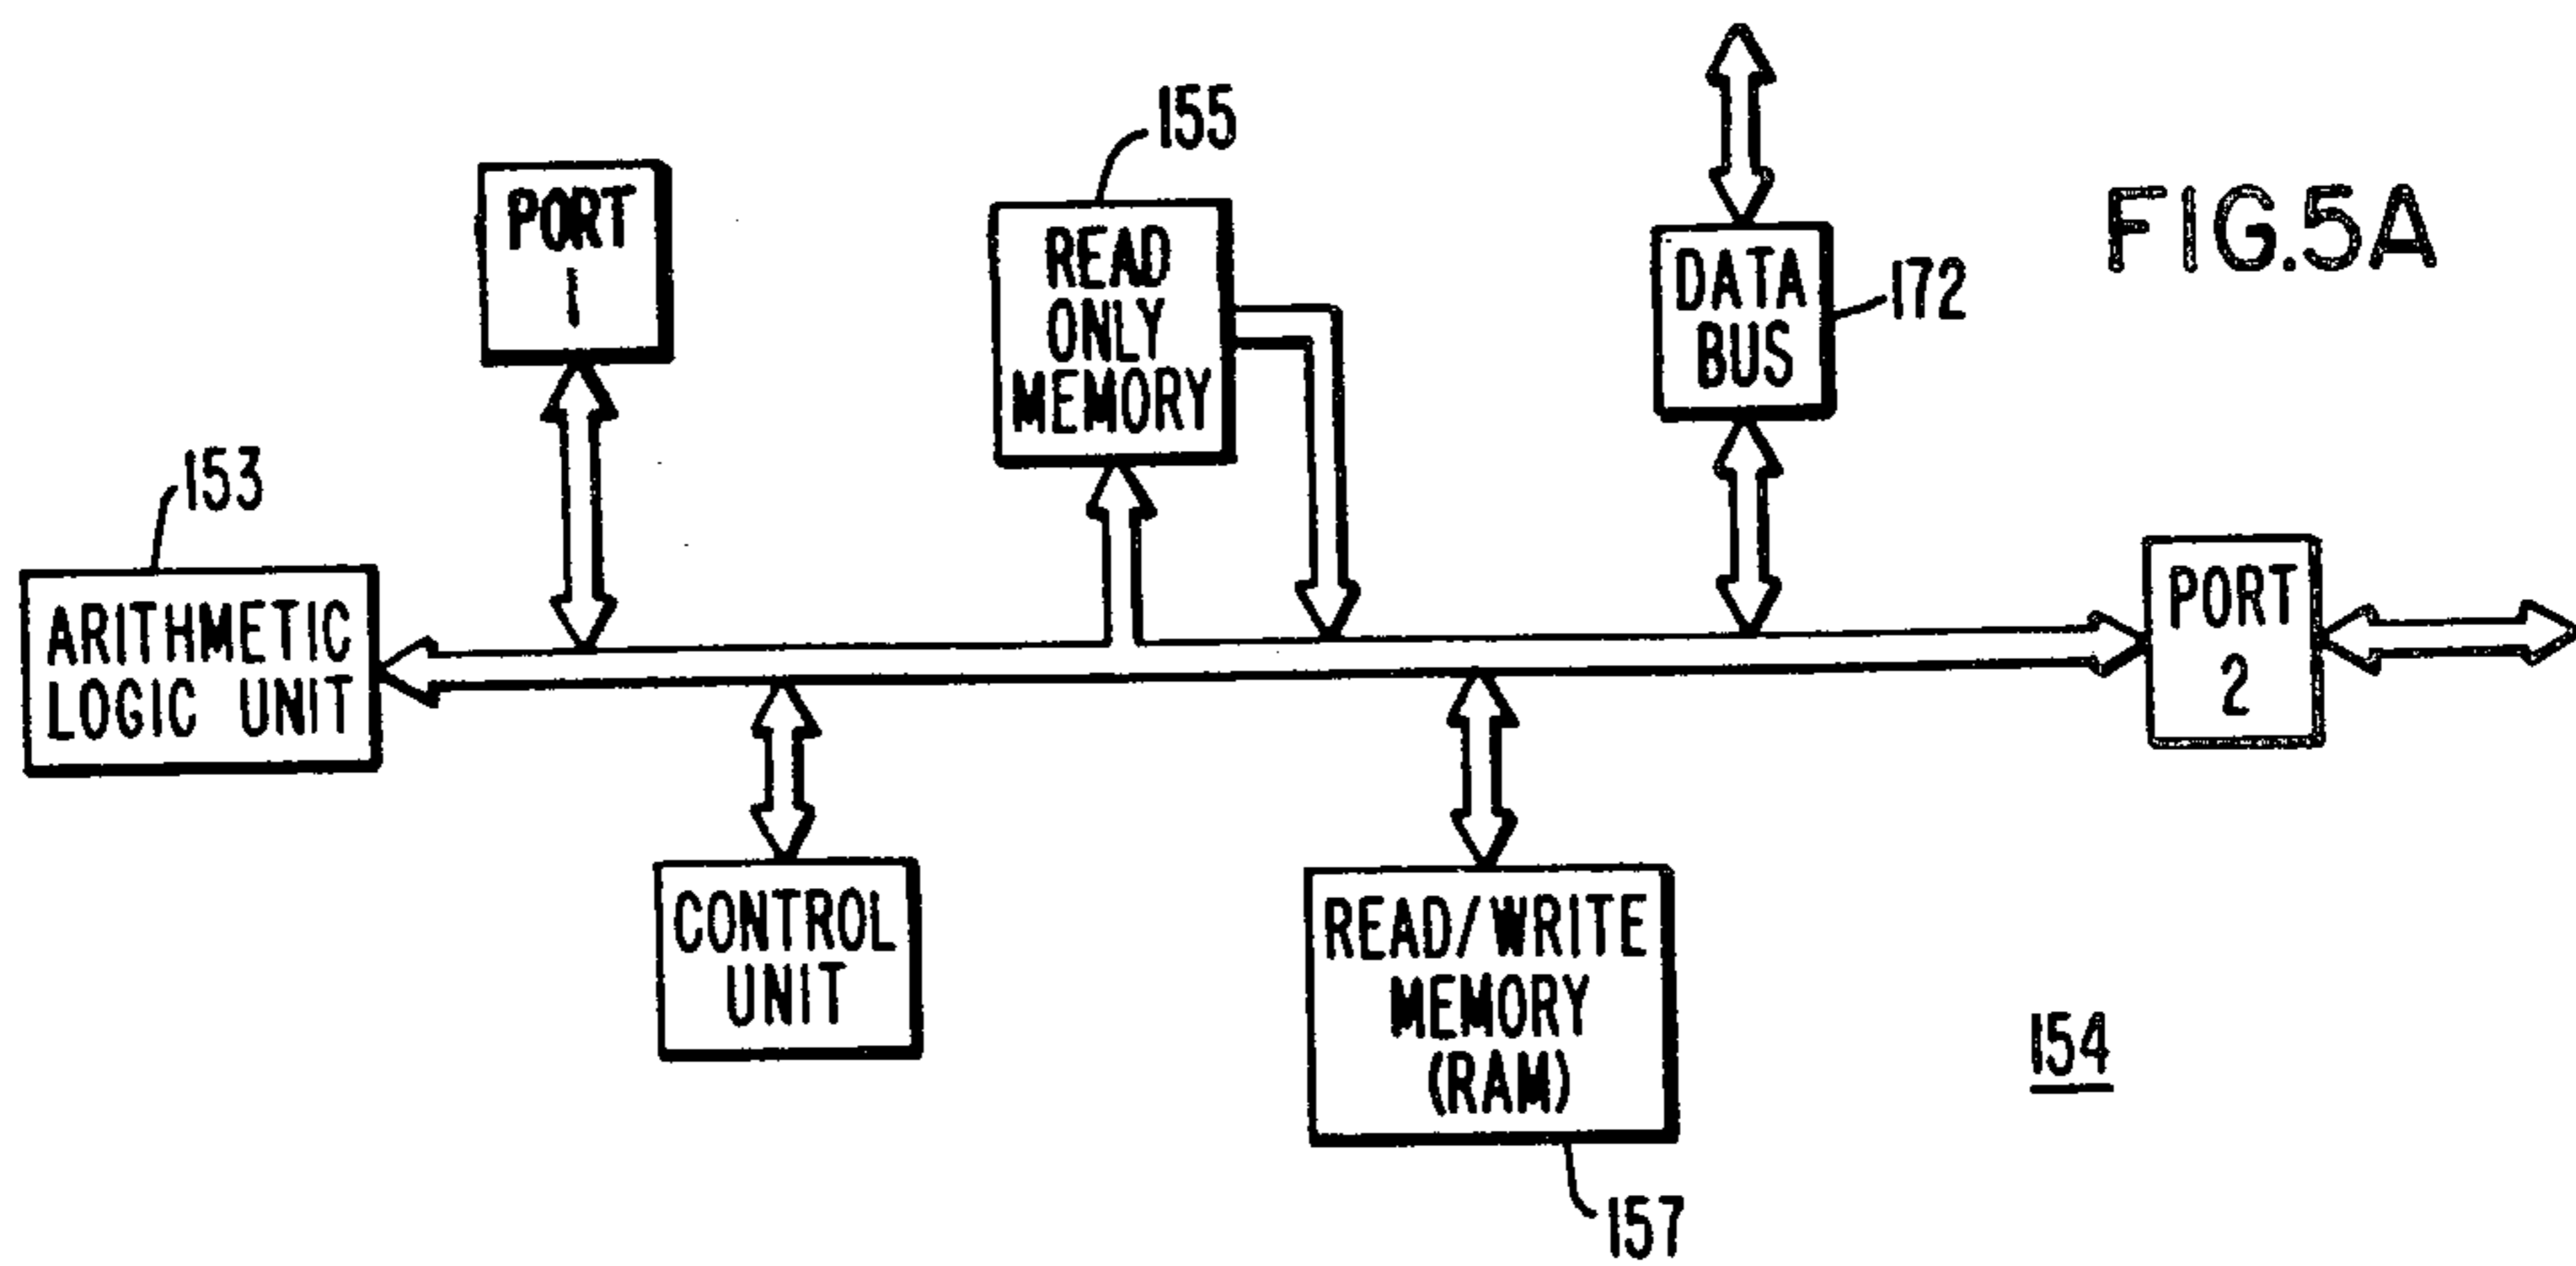 155
PORT
1
READ
ONLY
MEMORY
DATA
BUS
172
FIG.5A
153
ARITHMETIC
LOGIC UNIT
PORT
2
CONTROL
UNIT
READ/WRITE
MEMORY
(RAM)
154
157